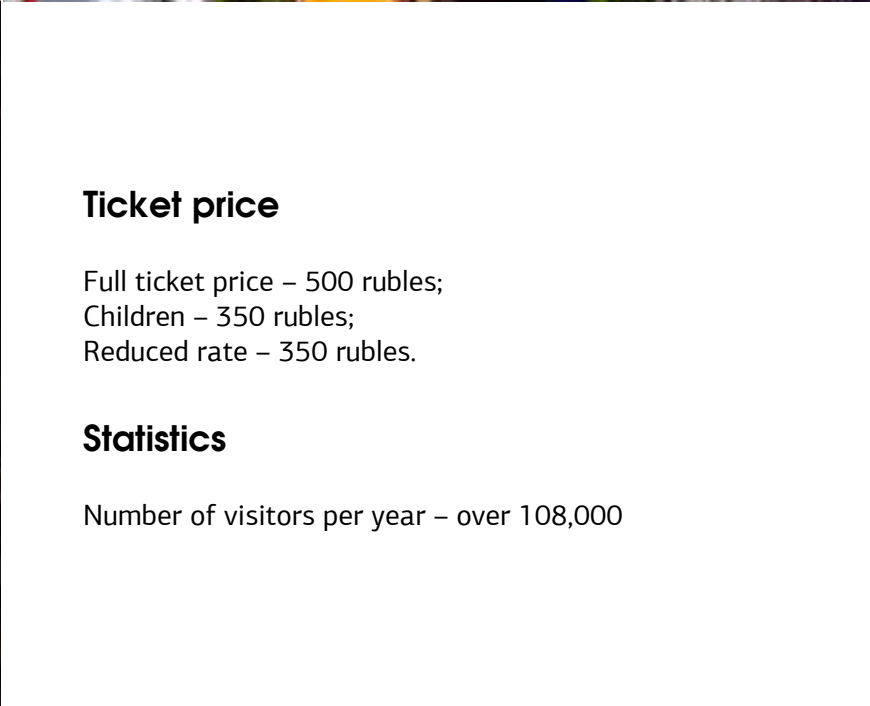 Ticket price
Full ticket price – 500 rubles;
Children – 350 rubles;
Reduced rate – 350 rubles.
Statistics
Number of visitors per year – over 108,000